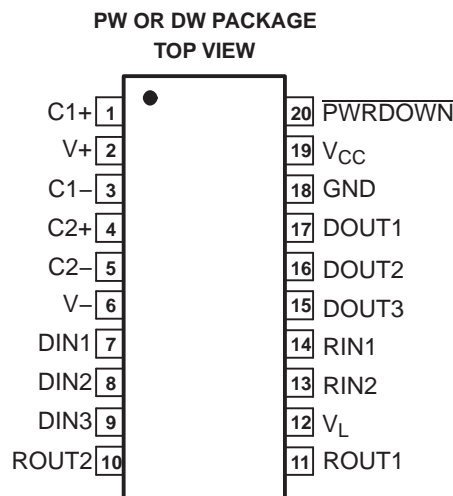 PW OR DW PACKAGE
TOP VIEW
C1+ 1 20 PWRDOWN
V+ 2 19 VCC
C1− 3 18 GND
C2+ 4 17 DOUT1
C2− 5 16 DOUT2
V− 6 15 DOUT3
DIN1 7 14 RIN1
DIN2 8 13 RIN2
DIN3 9 12 VL
ROUT2 10 11 ROUT1